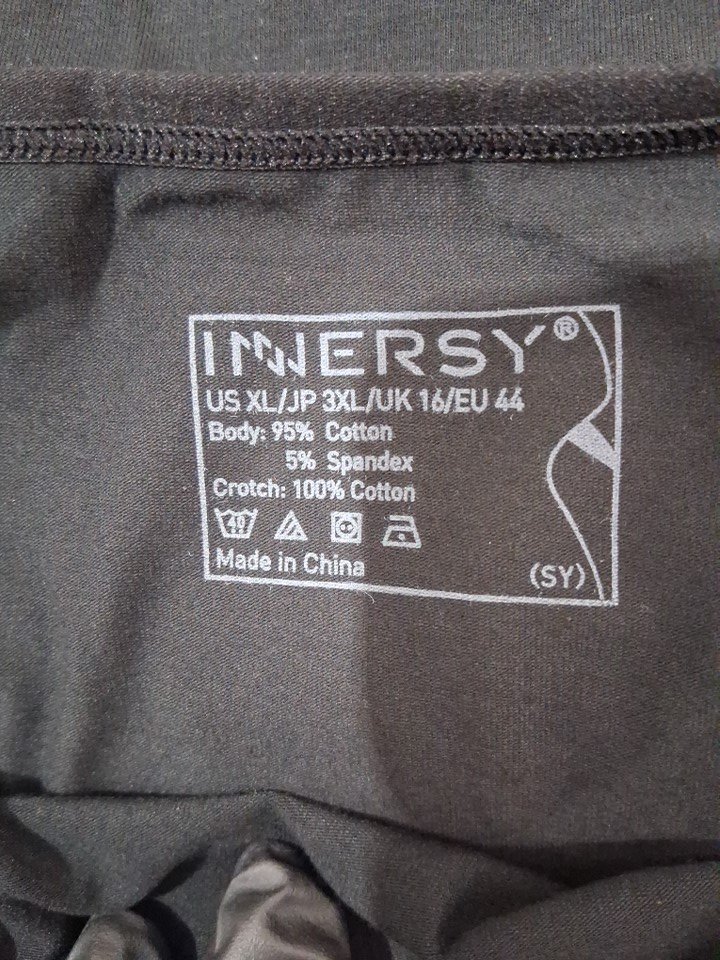 INNERSY®
US XL/JP 3XL/UK 16/EU 44
Body: 95% Cotton
5% Spandex
Crotch: 100% Cotton
40
Made in China
(SY)